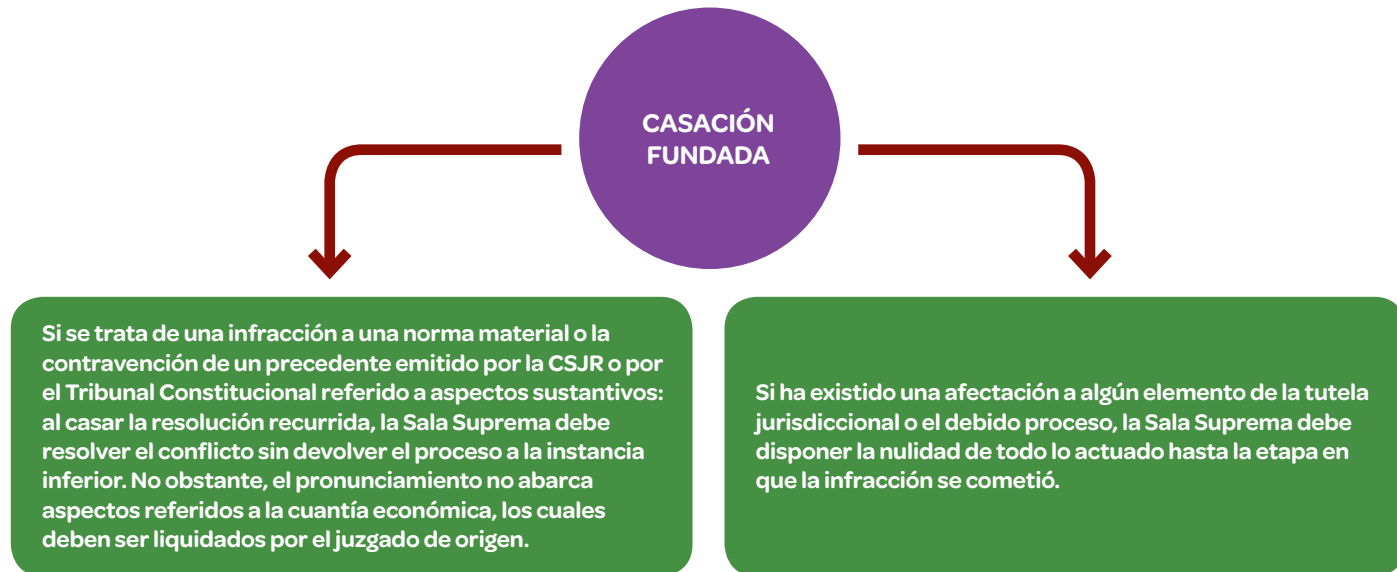 CASACIÓN
FUNDADA
Si se trata de una infracción a una norma material o la
contravención de un precedente emitido por la CSJR o por
el Tribunal Constitucional referido a aspectos sustantivos:
al casar la resolución recurrida, la Sala Suprema debe
resolver el conflicto sin devolver el proceso a la instancia
inferior. No obstante, el pronunciamiento no abarca
aspectos referidos a la cuantía económica, los cuales
deben ser liquidados por el juzgado de origen.
Si ha existido una afectación a algún elemento de la tutela
jurisdiccional o el debido proceso, la Sala Suprema debe
disponer la nulidad de todo lo actuado hasta la etapa en
que la infracción se cometió.